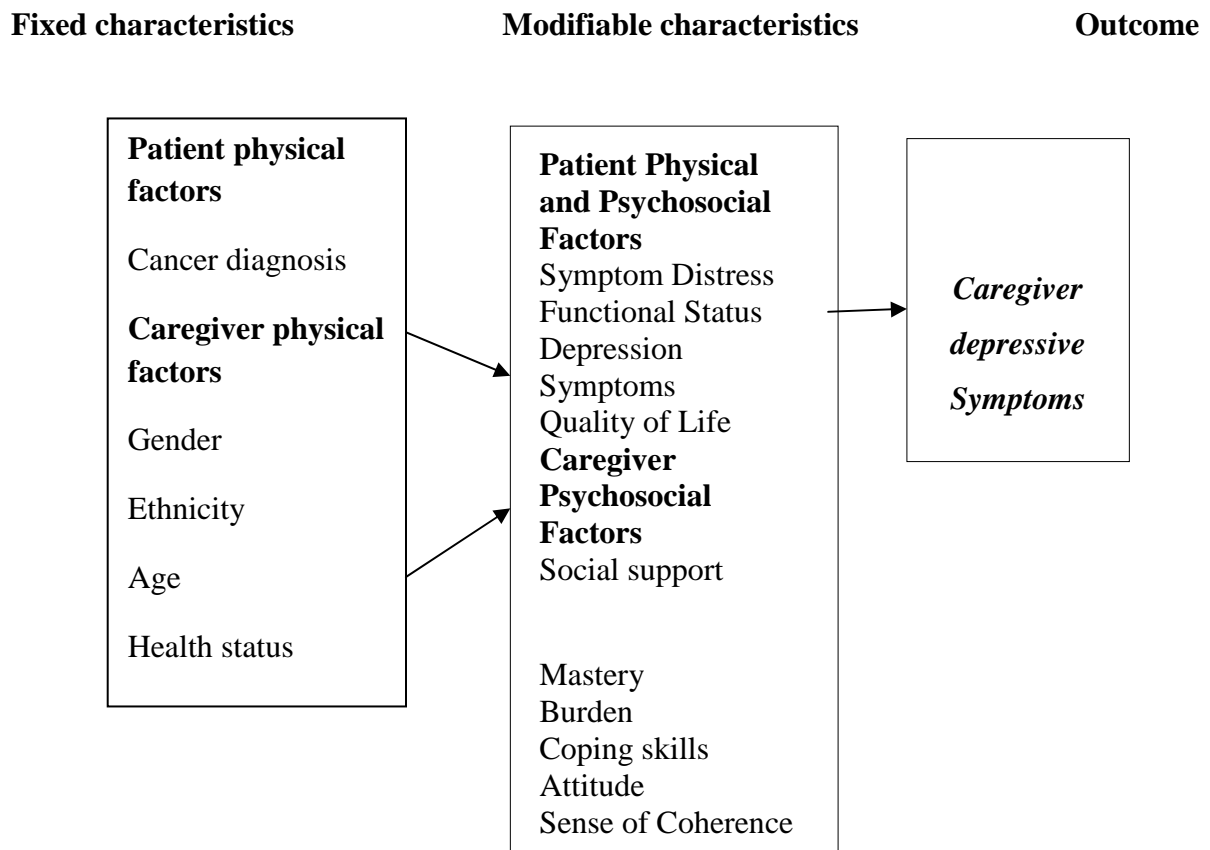 Fixed characteristics Modifiable characteristics Outcome
Patient physical
factors
Cancer diagnosis
Caregiver physical
factors
Gender
Ethnicity
Age
Health status
Patient Physical
and Psychosocial
Factors
Symptom Distress
Functional Status
Depression
Symptoms
Quality of Life
Caregiver
Psychosocial
Factors
Social support
Mastery
Burden
Coping skills
Attitude
Sense of Coherence
Caregiver
depressive
Symptoms